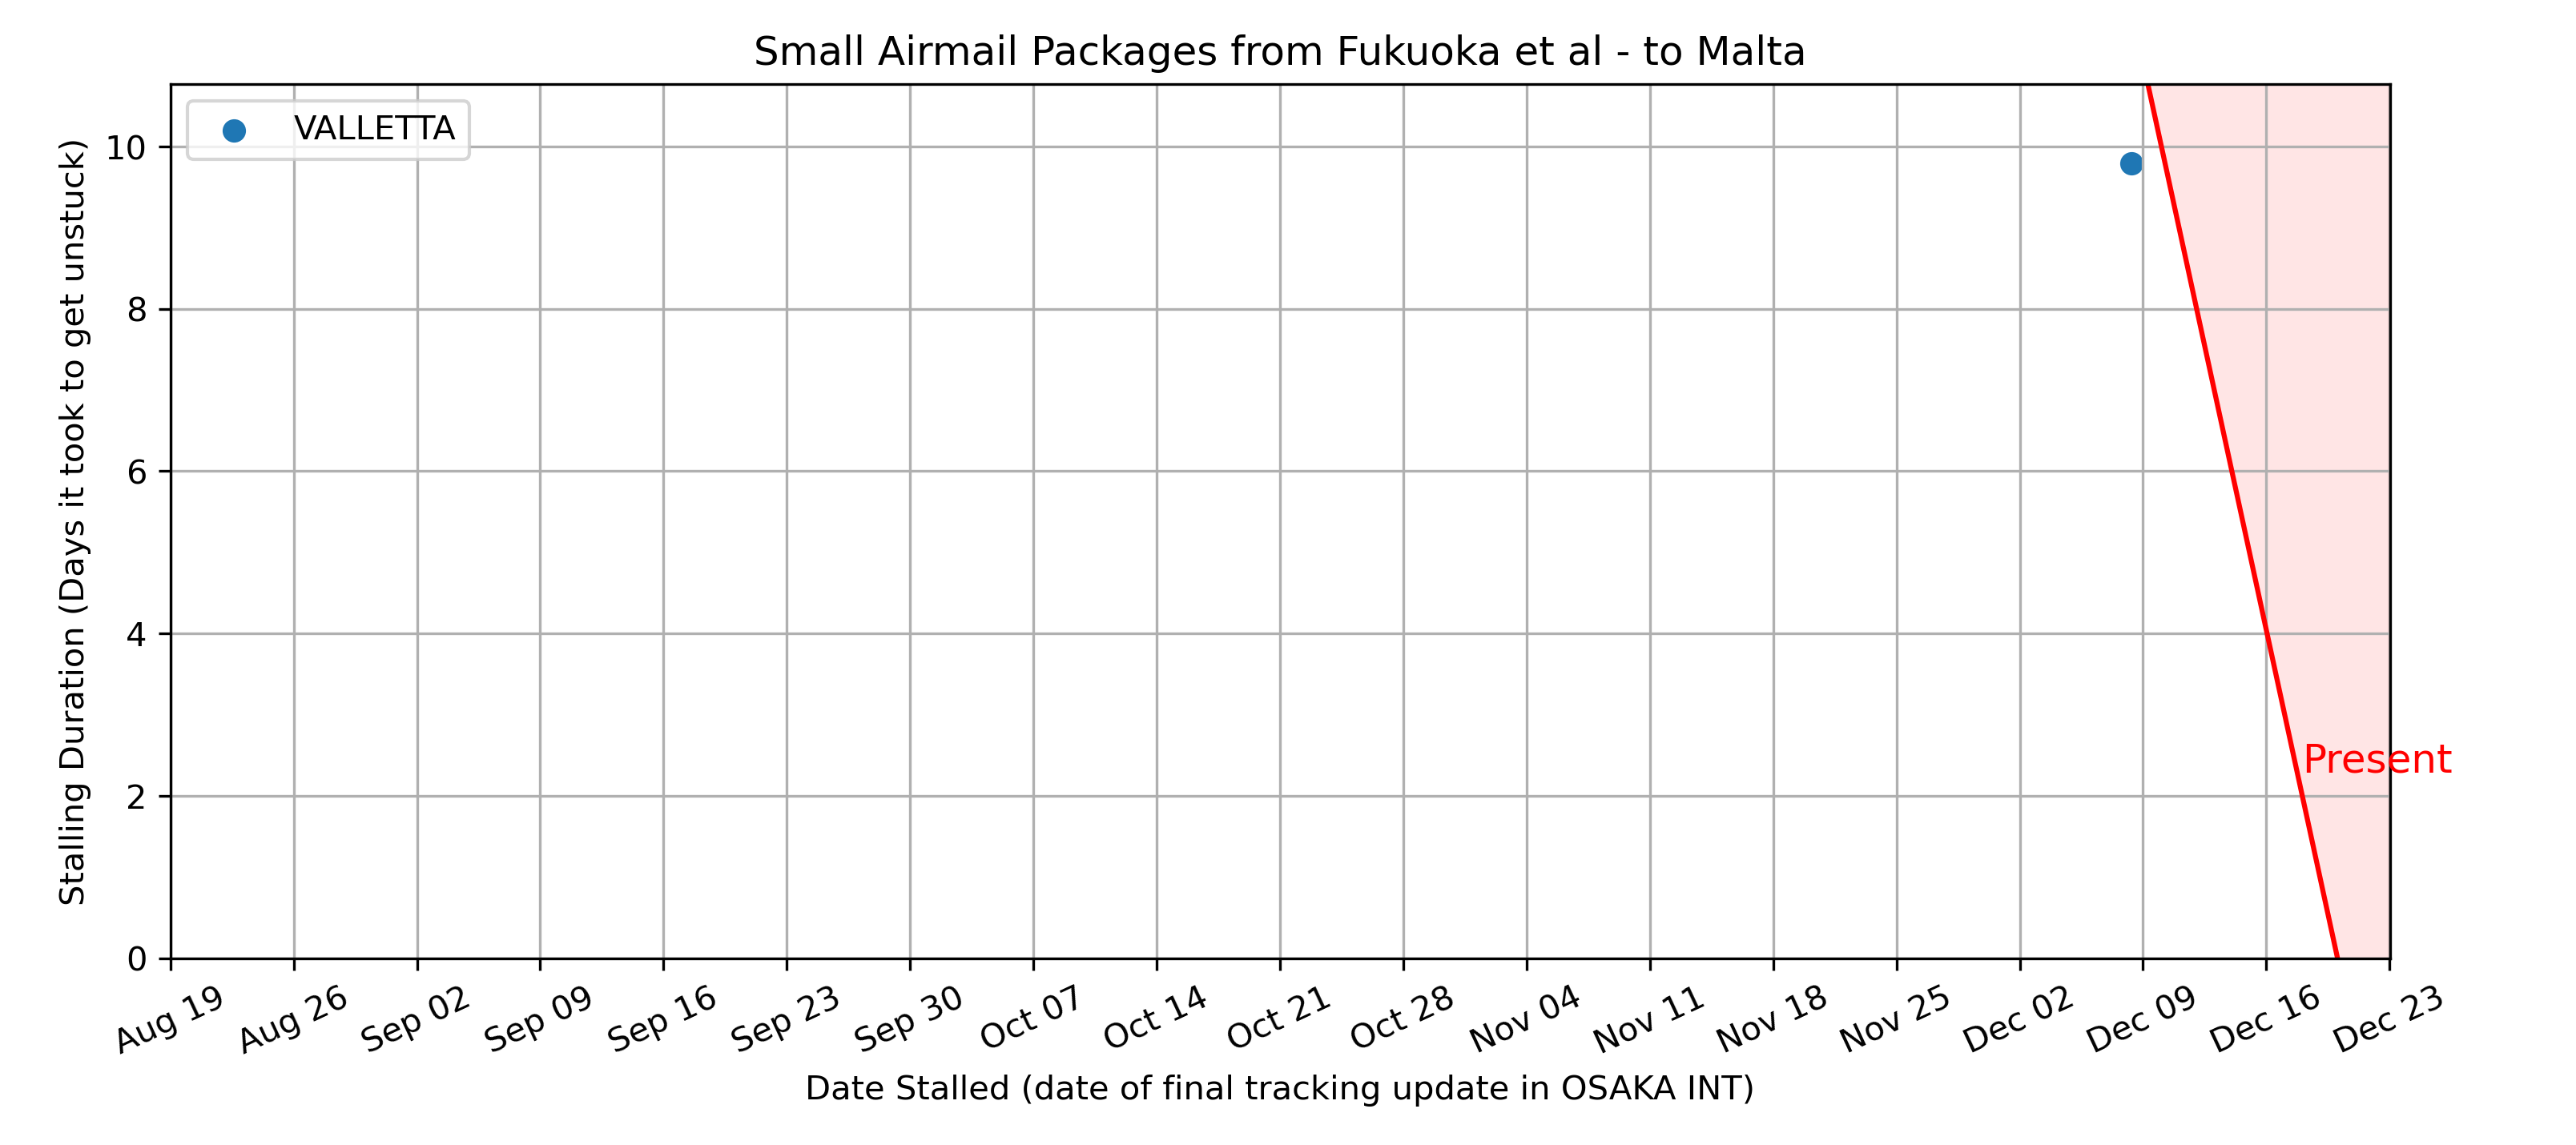 Small Airmail Packages from Fukuoka et al - to Malta
VALLETTA
Stalling Duration (Days it took to get unstuck)
10
8
6
4
2
0
Present
Aug 19
Aug 26
Sep 02
Sep 09
Sep 16
Sep 23
Sep 30
Oct 07
Oct 14
Oct 21
Oct 28
Nov 04
Nov 11
Nov 18
Nov 25
Dec 02
Dec 09
Dec 16
Dec 23
Date Stalled (date of final tracking update in OSAKA INT)